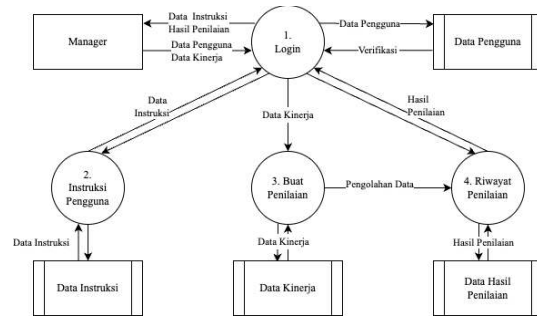 Data Instruksi
Hasil Penilaian
Manager
Data Pengguna
Data Kinerja
1.
Login
Data Pengguna
Verifikasi
Data Pengguna
Data
Instruksi
Data Kinerja
Hasil
Penilaian
2.
Instruksi
Pengguna
3. Buat
Penilaian
Pengolahan Data
4. Riwayat
Penilaian
Data Instruksi
Data Kinerja
Hasil Penilaian
Data Instruksi
Data Kinerja
Data Hasil
Penilaian